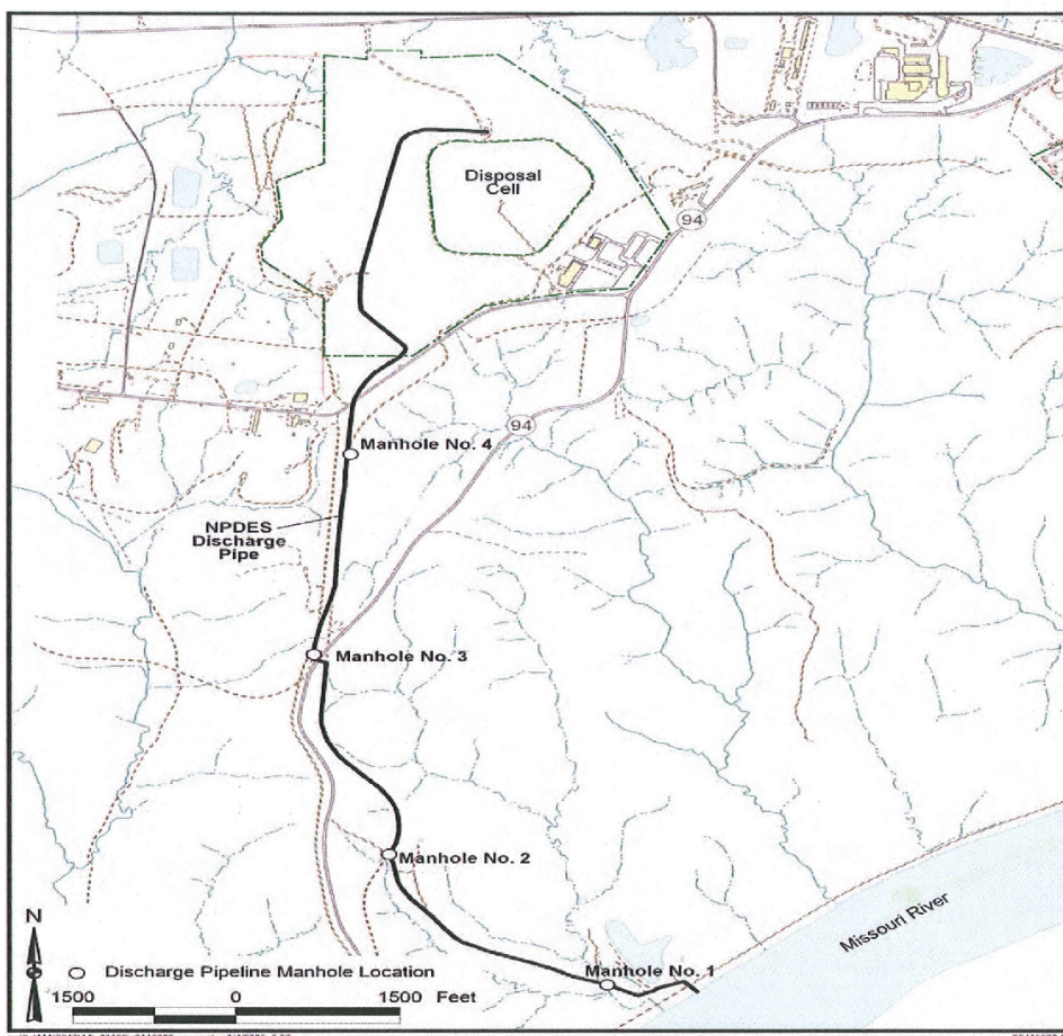 Disposal
Cell
94
94
Manhole No. 4
NPDES
Discharge
Pipe
Manhole No. 3
Manhole No. 2
Missouri River
Manhole No. 1
N
Discharge Pipeline Manhole Location
1500 0 1500 Feet